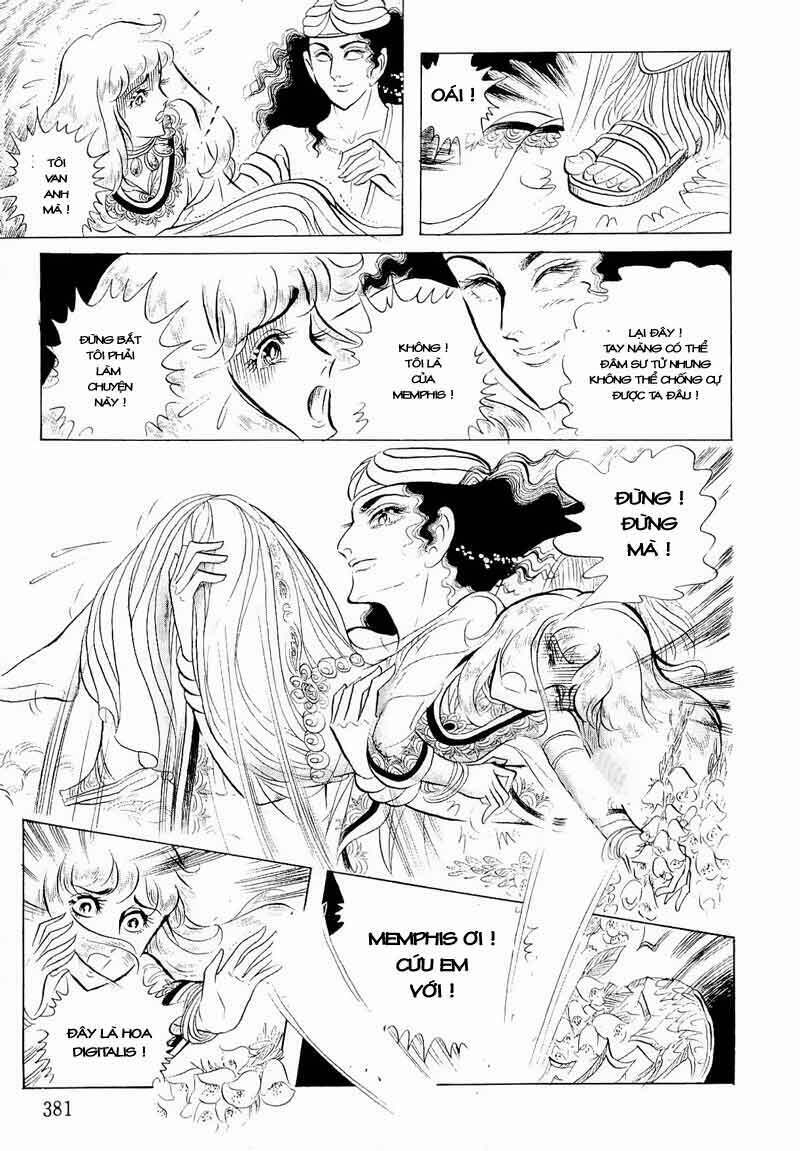 TÔI
VAN
ANH
MÀ !
OÁI !
ĐỪNG BẮT
TÔI PHẢI
LÀM
CHUYỆN
NÀY !
KHÔNG !
TÔI LÀ
CỦA
MEMPHIS
LẠI ĐÂY !
TAY NÀNG CÓ THỂ
ĐÂM SƯ TỬ NHƯNG
KHÔNG THỂ CHỐNG CỰ
ĐƯỢC TA ĐÂU !
ĐỪNG !
ĐỪNG
MÀ !
MEMPHIS ƠI !
CỨU EM
VỚI !
ĐÂY LÀ HOA
DIGITALIS !
381